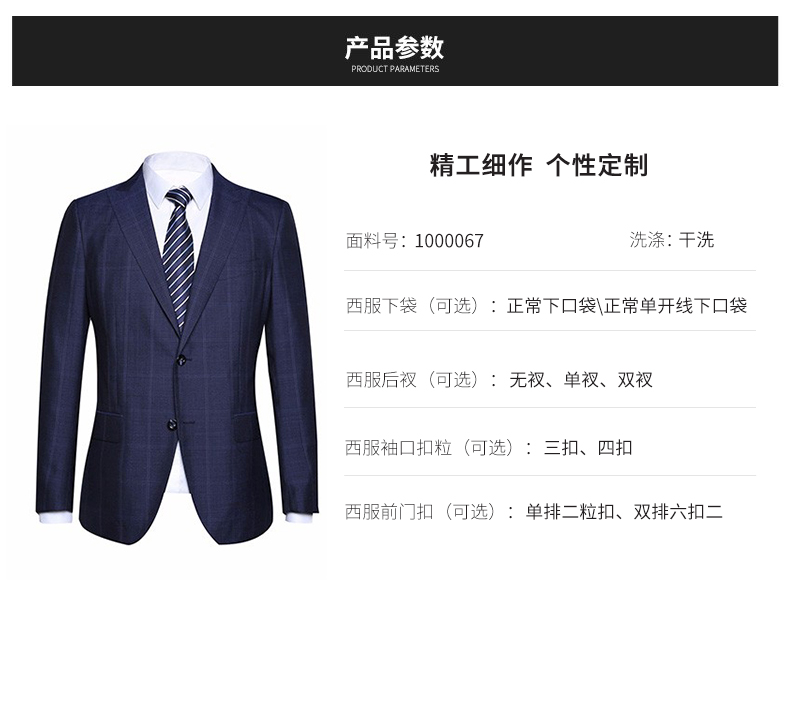 产品参数
PRODUCT PARAMETERS
精工细作 个性定制
面料号：1000067
洗涤：干洗
西服下袋（可选）：正常下口袋\正常单开线下口袋
西服后衩（可选）：无衩、单衩、双衩
西服袖口扣粒（可选）：三扣、四扣
西服前门扣（可选）：单排二粒扣、双排六扣二